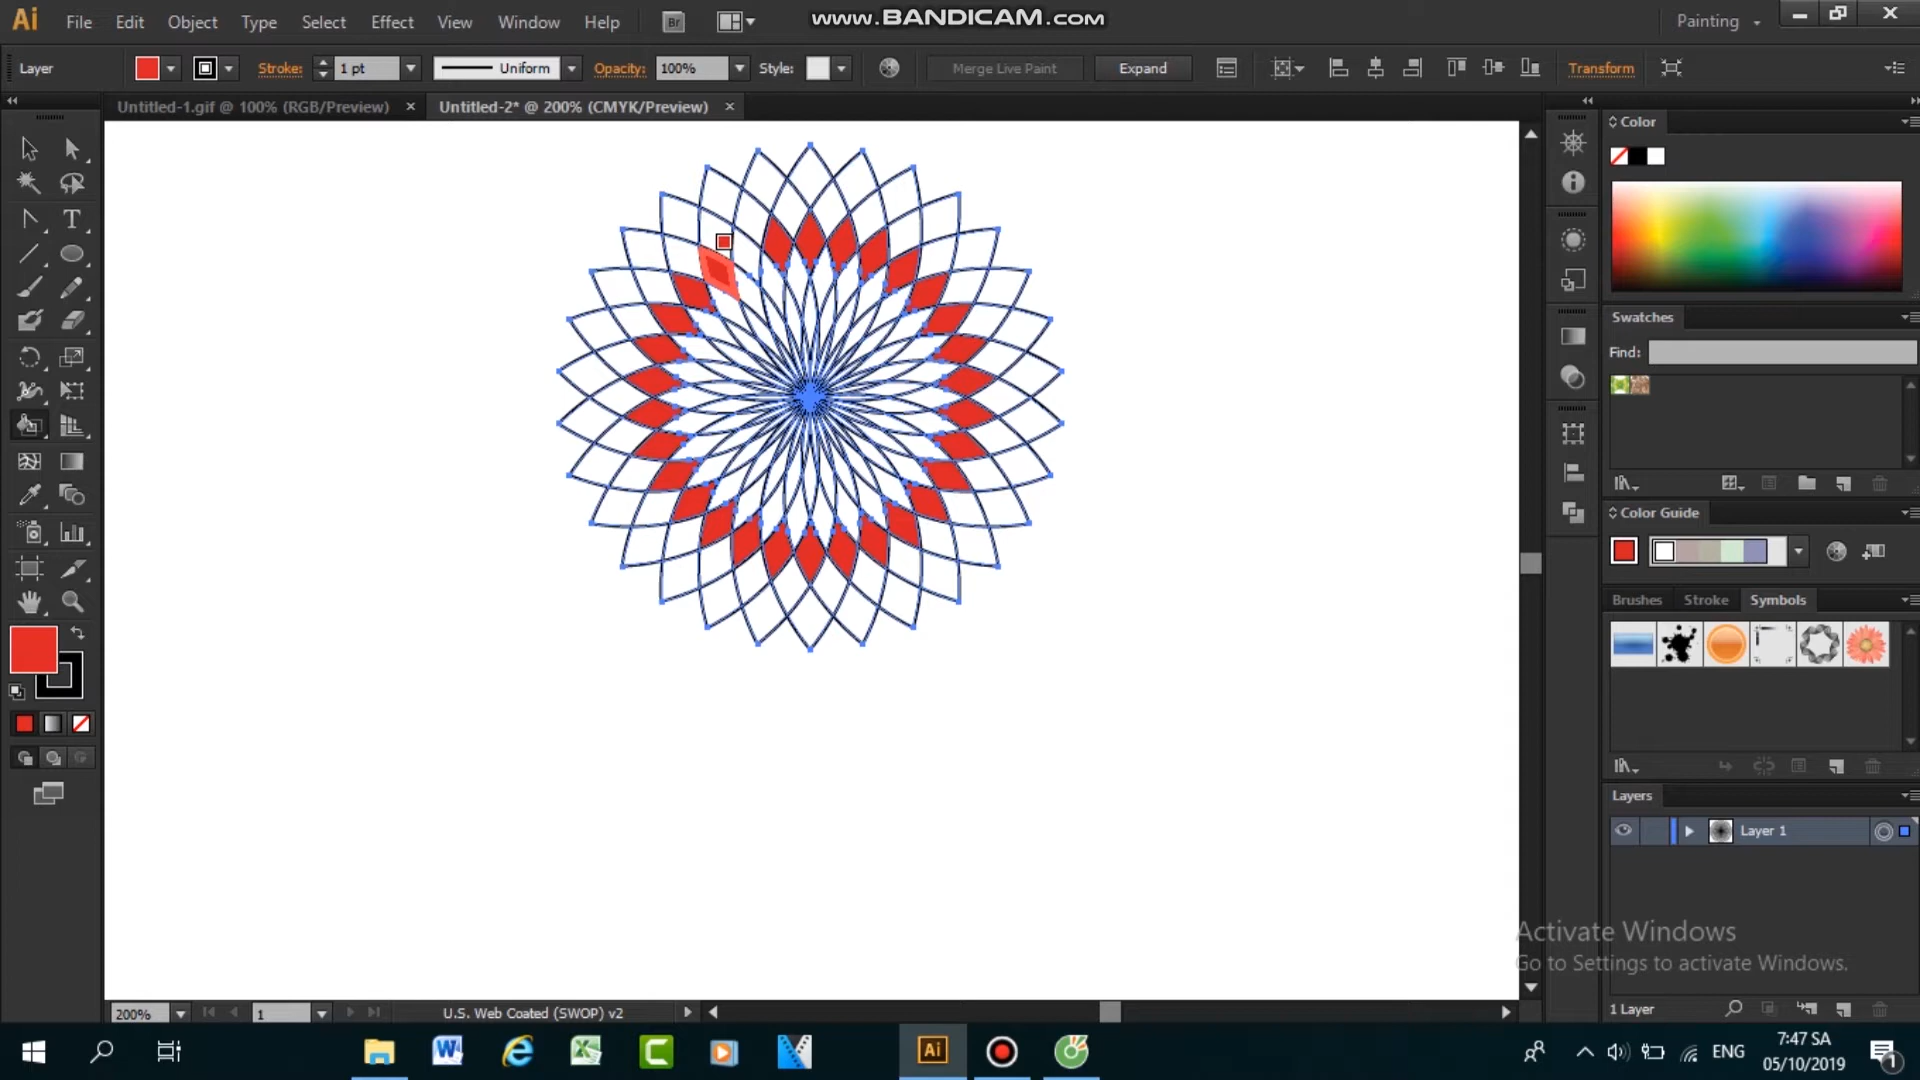 www.BANDICAM.com
Ai File Edit Object Type Select Effect View Window Help Br Painting
Layer Stroke: 1 pt Uniform Opacity: 100% Style: Merge Live Paint Expand Transform
Untitled-1.gif @ 100% (RGB/Preview) × Untitled-2* @ 200% (CMYK/Preview) ×
Color
Swatches
Find:
Color Guide
Brushes Stroke Symbols
Layers
Layer 1
Activate Windows
Go to Settings to activate Windows.
1 Layer
200% 1 U.S. Web Coated (SWOP) v2
Ai ENG 7:47 SA
05/10/2019
1